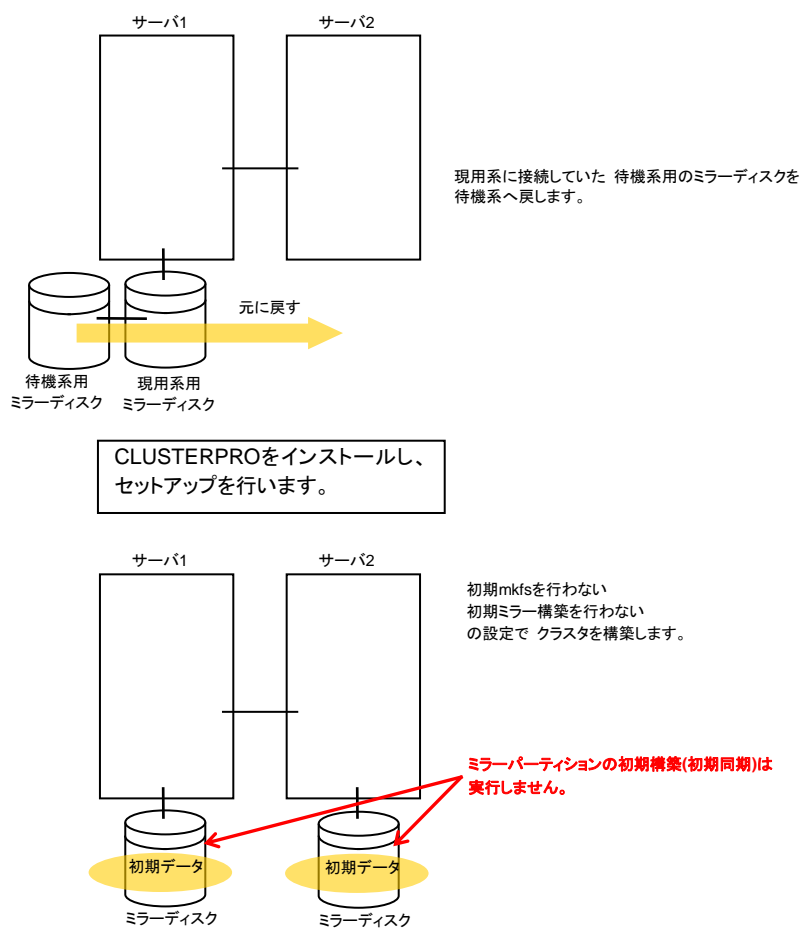 サーバ1
サーバ2
現用系に接続していた 待機系用のミラーディスクを
待機系へ戻します。
元に戻す
待機系用
ミラーディスク
現用系用
ミラーディスク
CLUSTERPROをインストールし、
セットアップを行います。
サーバ1
サーバ2
初期mkfsを行わない
初期ミラー構築を行わない
の設定で クラスタを構築します。
ミラーパーティションの初期構築(初期同期)は
実行しません。
初期データ
初期データ
ミラーディスク
ミラーディスク